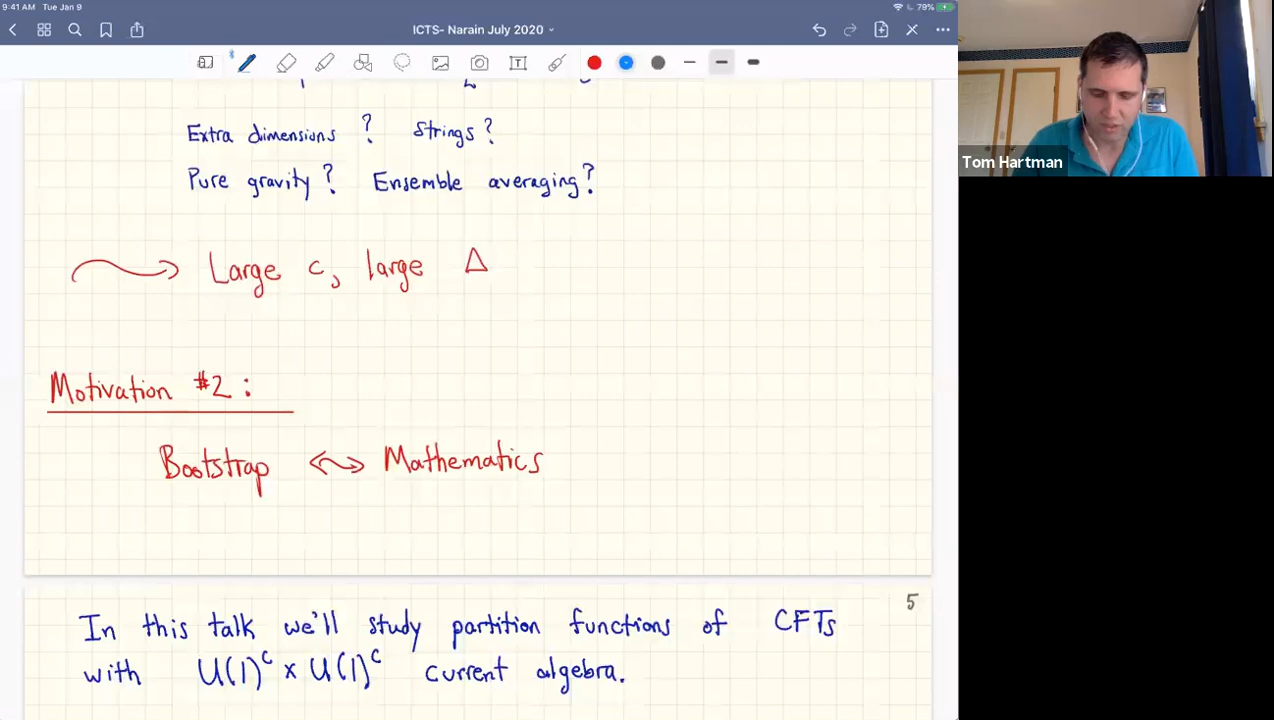 9:41 AM Tue Jan 9
79%
ICTS- Narain July 2020
Extra dimensions ? Strings?
Pure gravity? Ensemble averaging?
Large c, large Δ
Motivation #2:
Bootstrap ↔ Mathematics
5
In this talk we'll study partition functions of CFTs
with U(1)^c × U(1)^c current algebra.
Tom Hartman